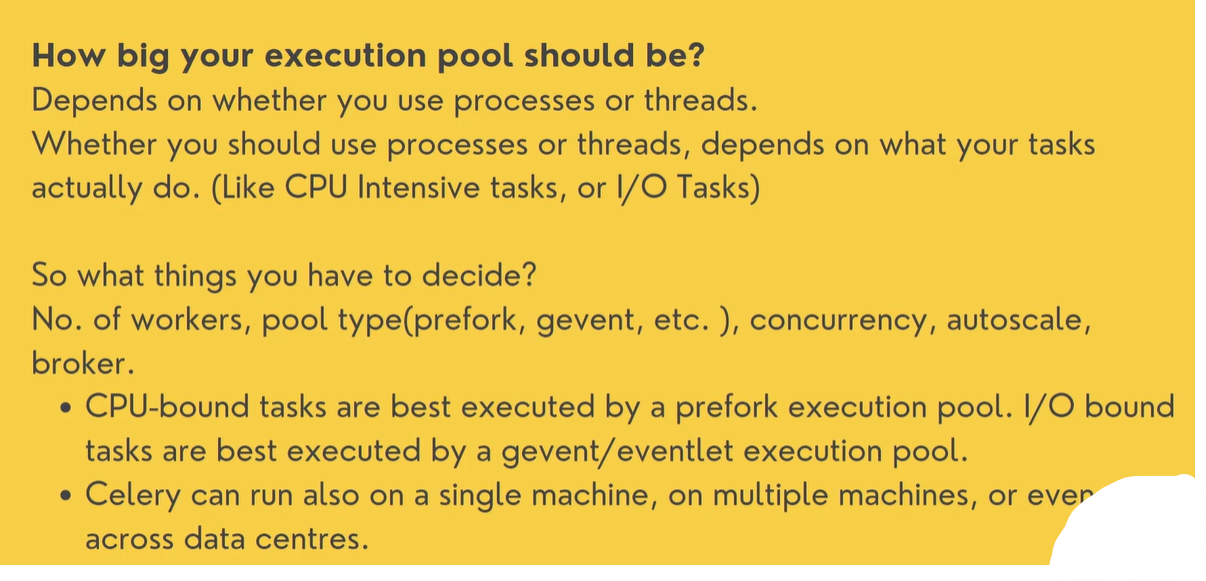 How big your execution pool should be?
Depends on whether you use processes or threads.
Whether you should use processes or threads, depends on what your tasks
actually do. (Like CPU Intensive tasks, or I/O Tasks)
So what things you have to decide?
No. of workers, pool type(prefork, gevent, etc. ), concurrency, autoscale,
broker.
• CPU-bound tasks are best executed by a prefork execution pool. I/O bound
tasks are best executed by a gevent/eventlet execution pool.
• Celery can run also on a single machine, on multiple machines, or even
across data centres.